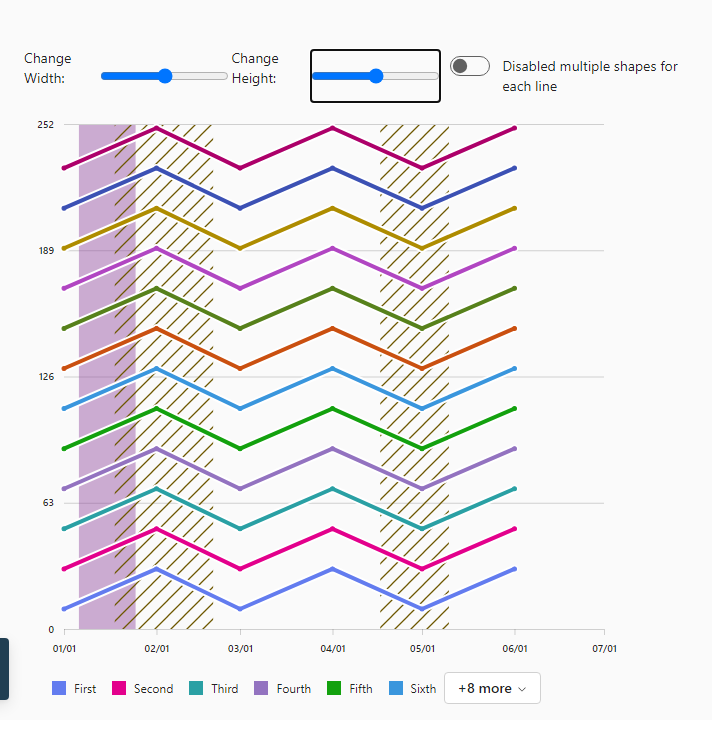 Change Width:
Change Height:
Disabled multiple shapes for each line
252
189
126
63
0
01/01 02/01 03/01 04/01 05/01 06/01 07/01
First Second Third Fourth Fifth Sixth +8 more